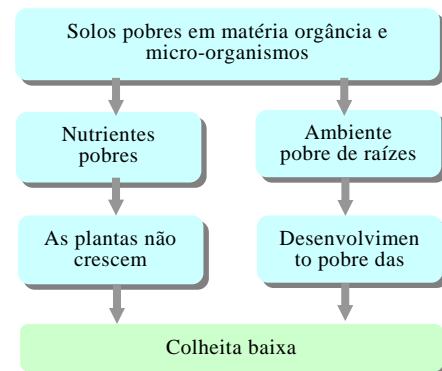 Solos pobres em matéria orgância e
micro-organismos
Nutrientes
pobres
Ambiente
pobre de raízes
As plantas não
crescem
Desenvolvimen
to pobre das
Colheita baixa